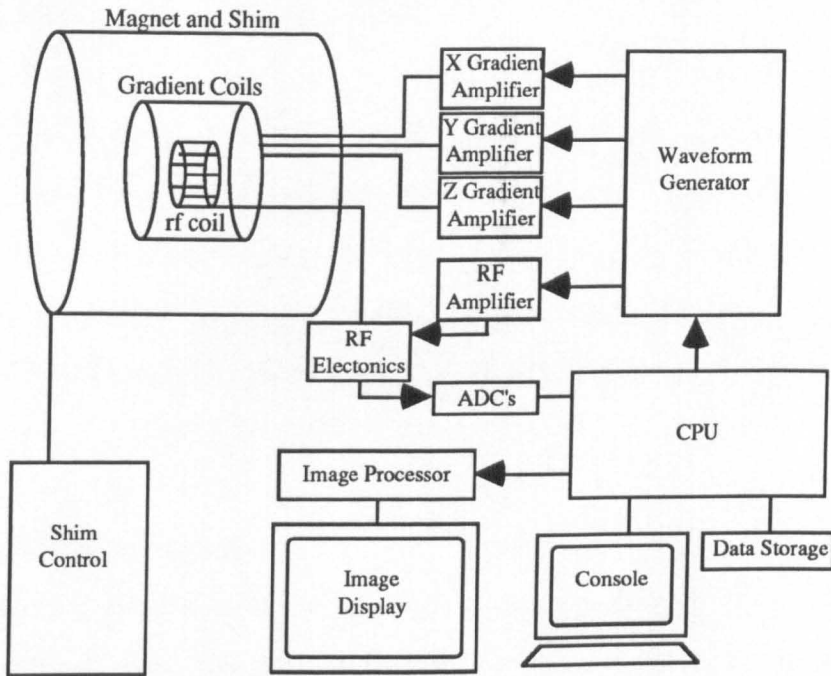 Magnet and Shim
Gradient Coils
rf coil
X Gradient
Amplifier
Y Gradient
Amplifier
Z Gradient
Amplifier
Waveform
Generator
RF
Amplifier
RF
Electonics
ADC's
CPU
Image Processor
Shim
Control
Image
Display
Console
Data Storage